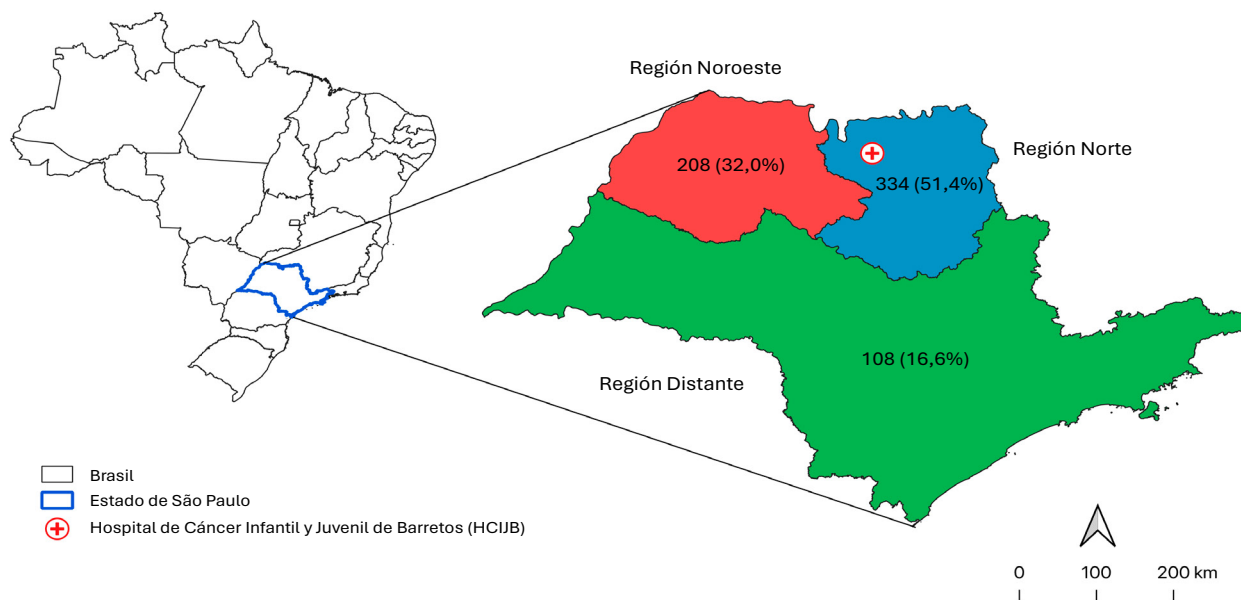 Región Noroeste
Región Norte
208 (32,0%)
334 (51,4%)
108 (16,6%)
Región Distante
Brasil
Estado de São Paulo
Hospital de Cáncer Infantil y Juvenil de Barretos (HCIJB)
0 100 200 km